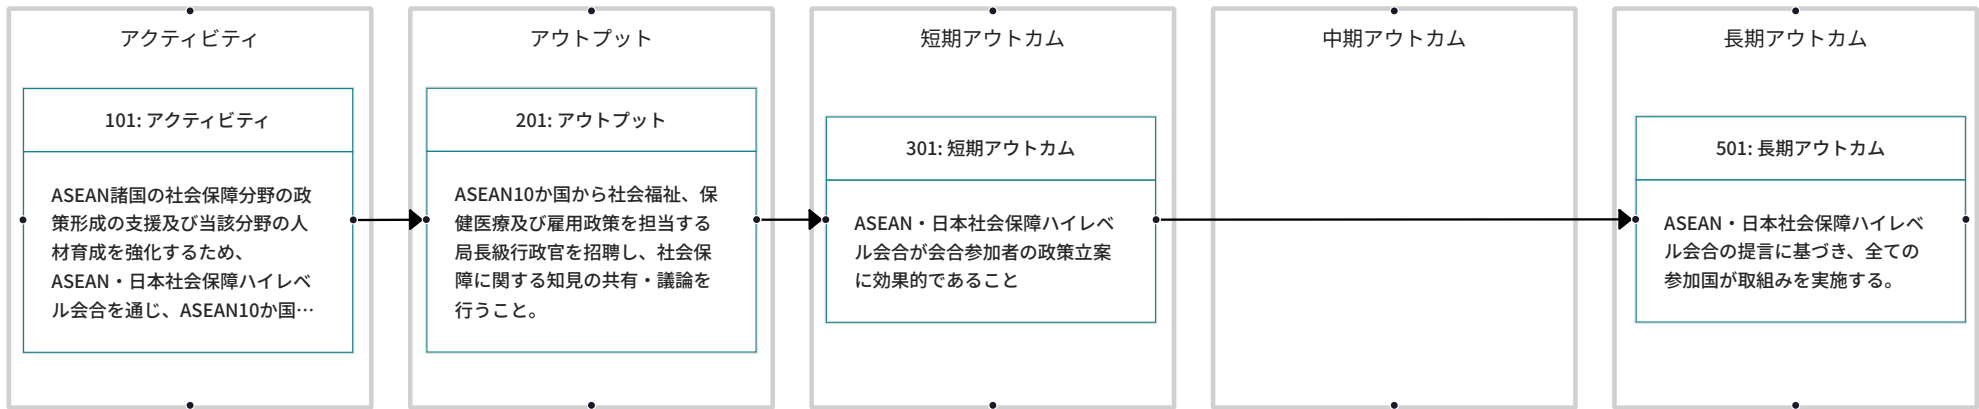 アクティビティ
101: アクティビティ
ASEAN諸国の社会保障分野の政
策形成の支援及び当該分野の人
材育成を強化するため、
ASEAN・日本社会保障ハイレベ
ル会合を通じ、ASEAN10か国…
アウトプット
201: アウトプット
ASEAN10か国から社会福祉、保
健医療及び雇用政策を担当する
局長級行政官を招聘し、社会保
障に関する知見の共有・議論を
行うこと。
短期アウトカム
301: 短期アウトカム
ASEAN・日本社会保障ハイレベ
ル会合が会合参加者の政策立案
に効果的であること
中期アウトカム
長期アウトカム
501: 長期アウトカム
ASEAN・日本社会保障ハイレベ
ル会合の提言に基づき、全ての
参加国が取組みを実施する。